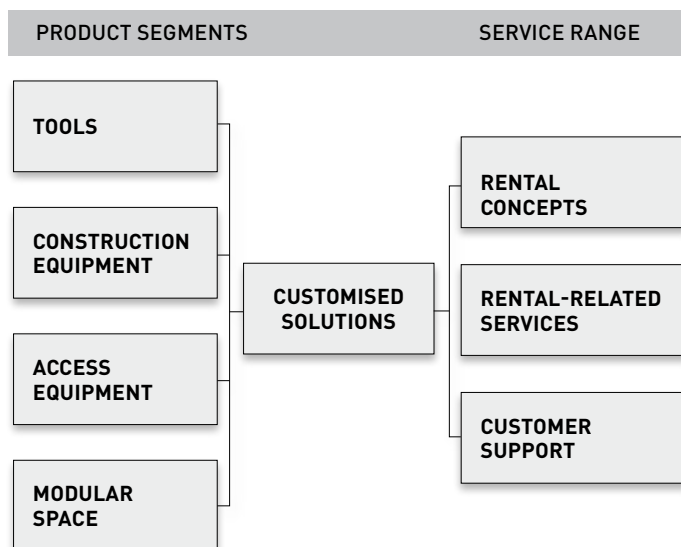 PRODUCT SEGMENTS
SERVICE RANGE
TOOLS
CONSTRUCTION
EQUIPMENT
ACCESS
EQUIPMENT
MODULAR
SPACE
CUSTOMISED
SOLUTIONS
RENTAL
CONCEPTS
RENTAL-RELATED
SERVICES
CUSTOMER
SUPPORT